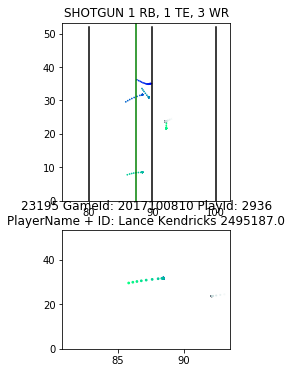 SHOTGUN 1 RB, 1 TE, 3 WR
50
40
30
20
10
0
80 90 100
23195 GameId: 2017100810 PlayId: 2936
PlayerName + ID: Lance Kendricks 2495187.0
40
20
0
85 90